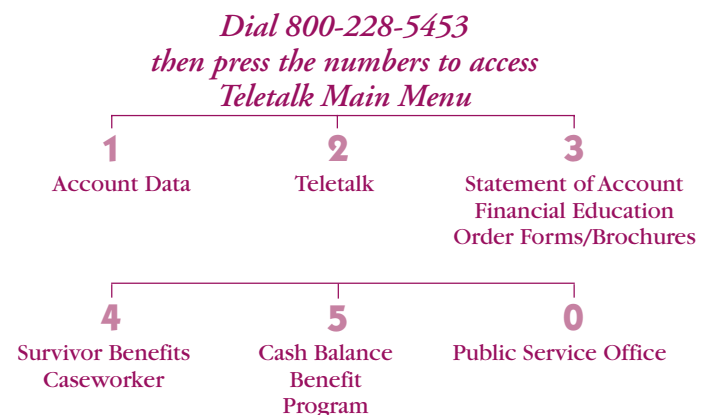 Dial 800-228-5453
then press the numbers to access
Teletalk Main Menu
1
Account Data
2
Teletalk
3
Statement of Account
Financial Education
Order Forms/Brochures
4
Survivor Benefits
Caseworker
5
Cash Balance
Benefit
Program
0
Public Service Office